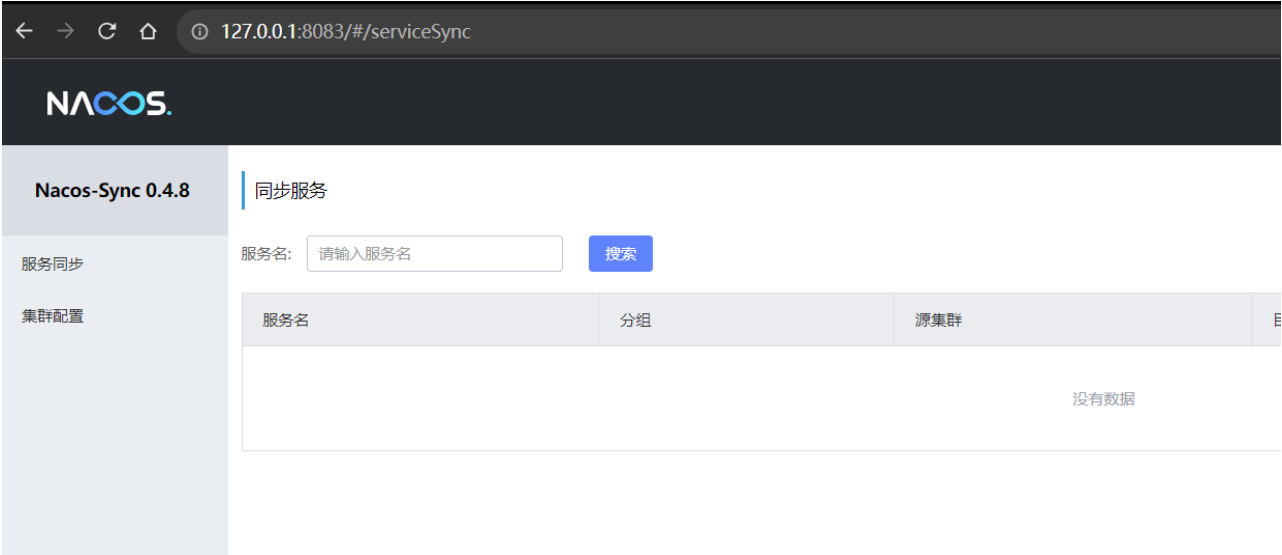 127.0.0.1:8083/#/serviceSync
NACOS.
Nacos-Sync 0.4.8
同步服务
服务名: 请输入服务名 搜索
服务同步
集群配置
服务名 分组 源集群
没有数据